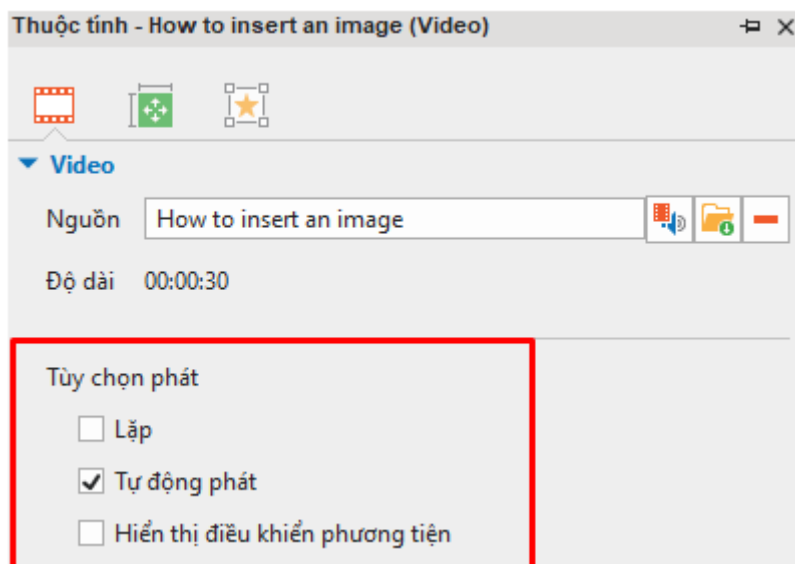 Thuộc tính - How to insert an image (Video)
Video
Nguồn How to insert an image
Độ dài 00:00:30
Tùy chọn phát
Lặp
Tự động phát
Hiển thị điều khiển phương tiện